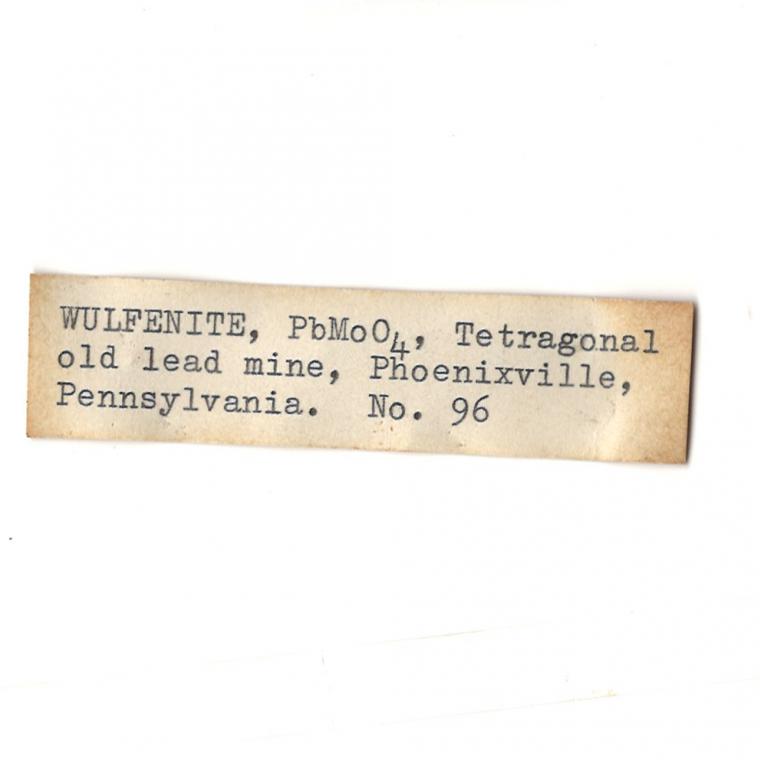 WULFENITE, PbMoO4, Tetragonal
old lead mine, Phoenixville,
Pennsylvania. No. 96